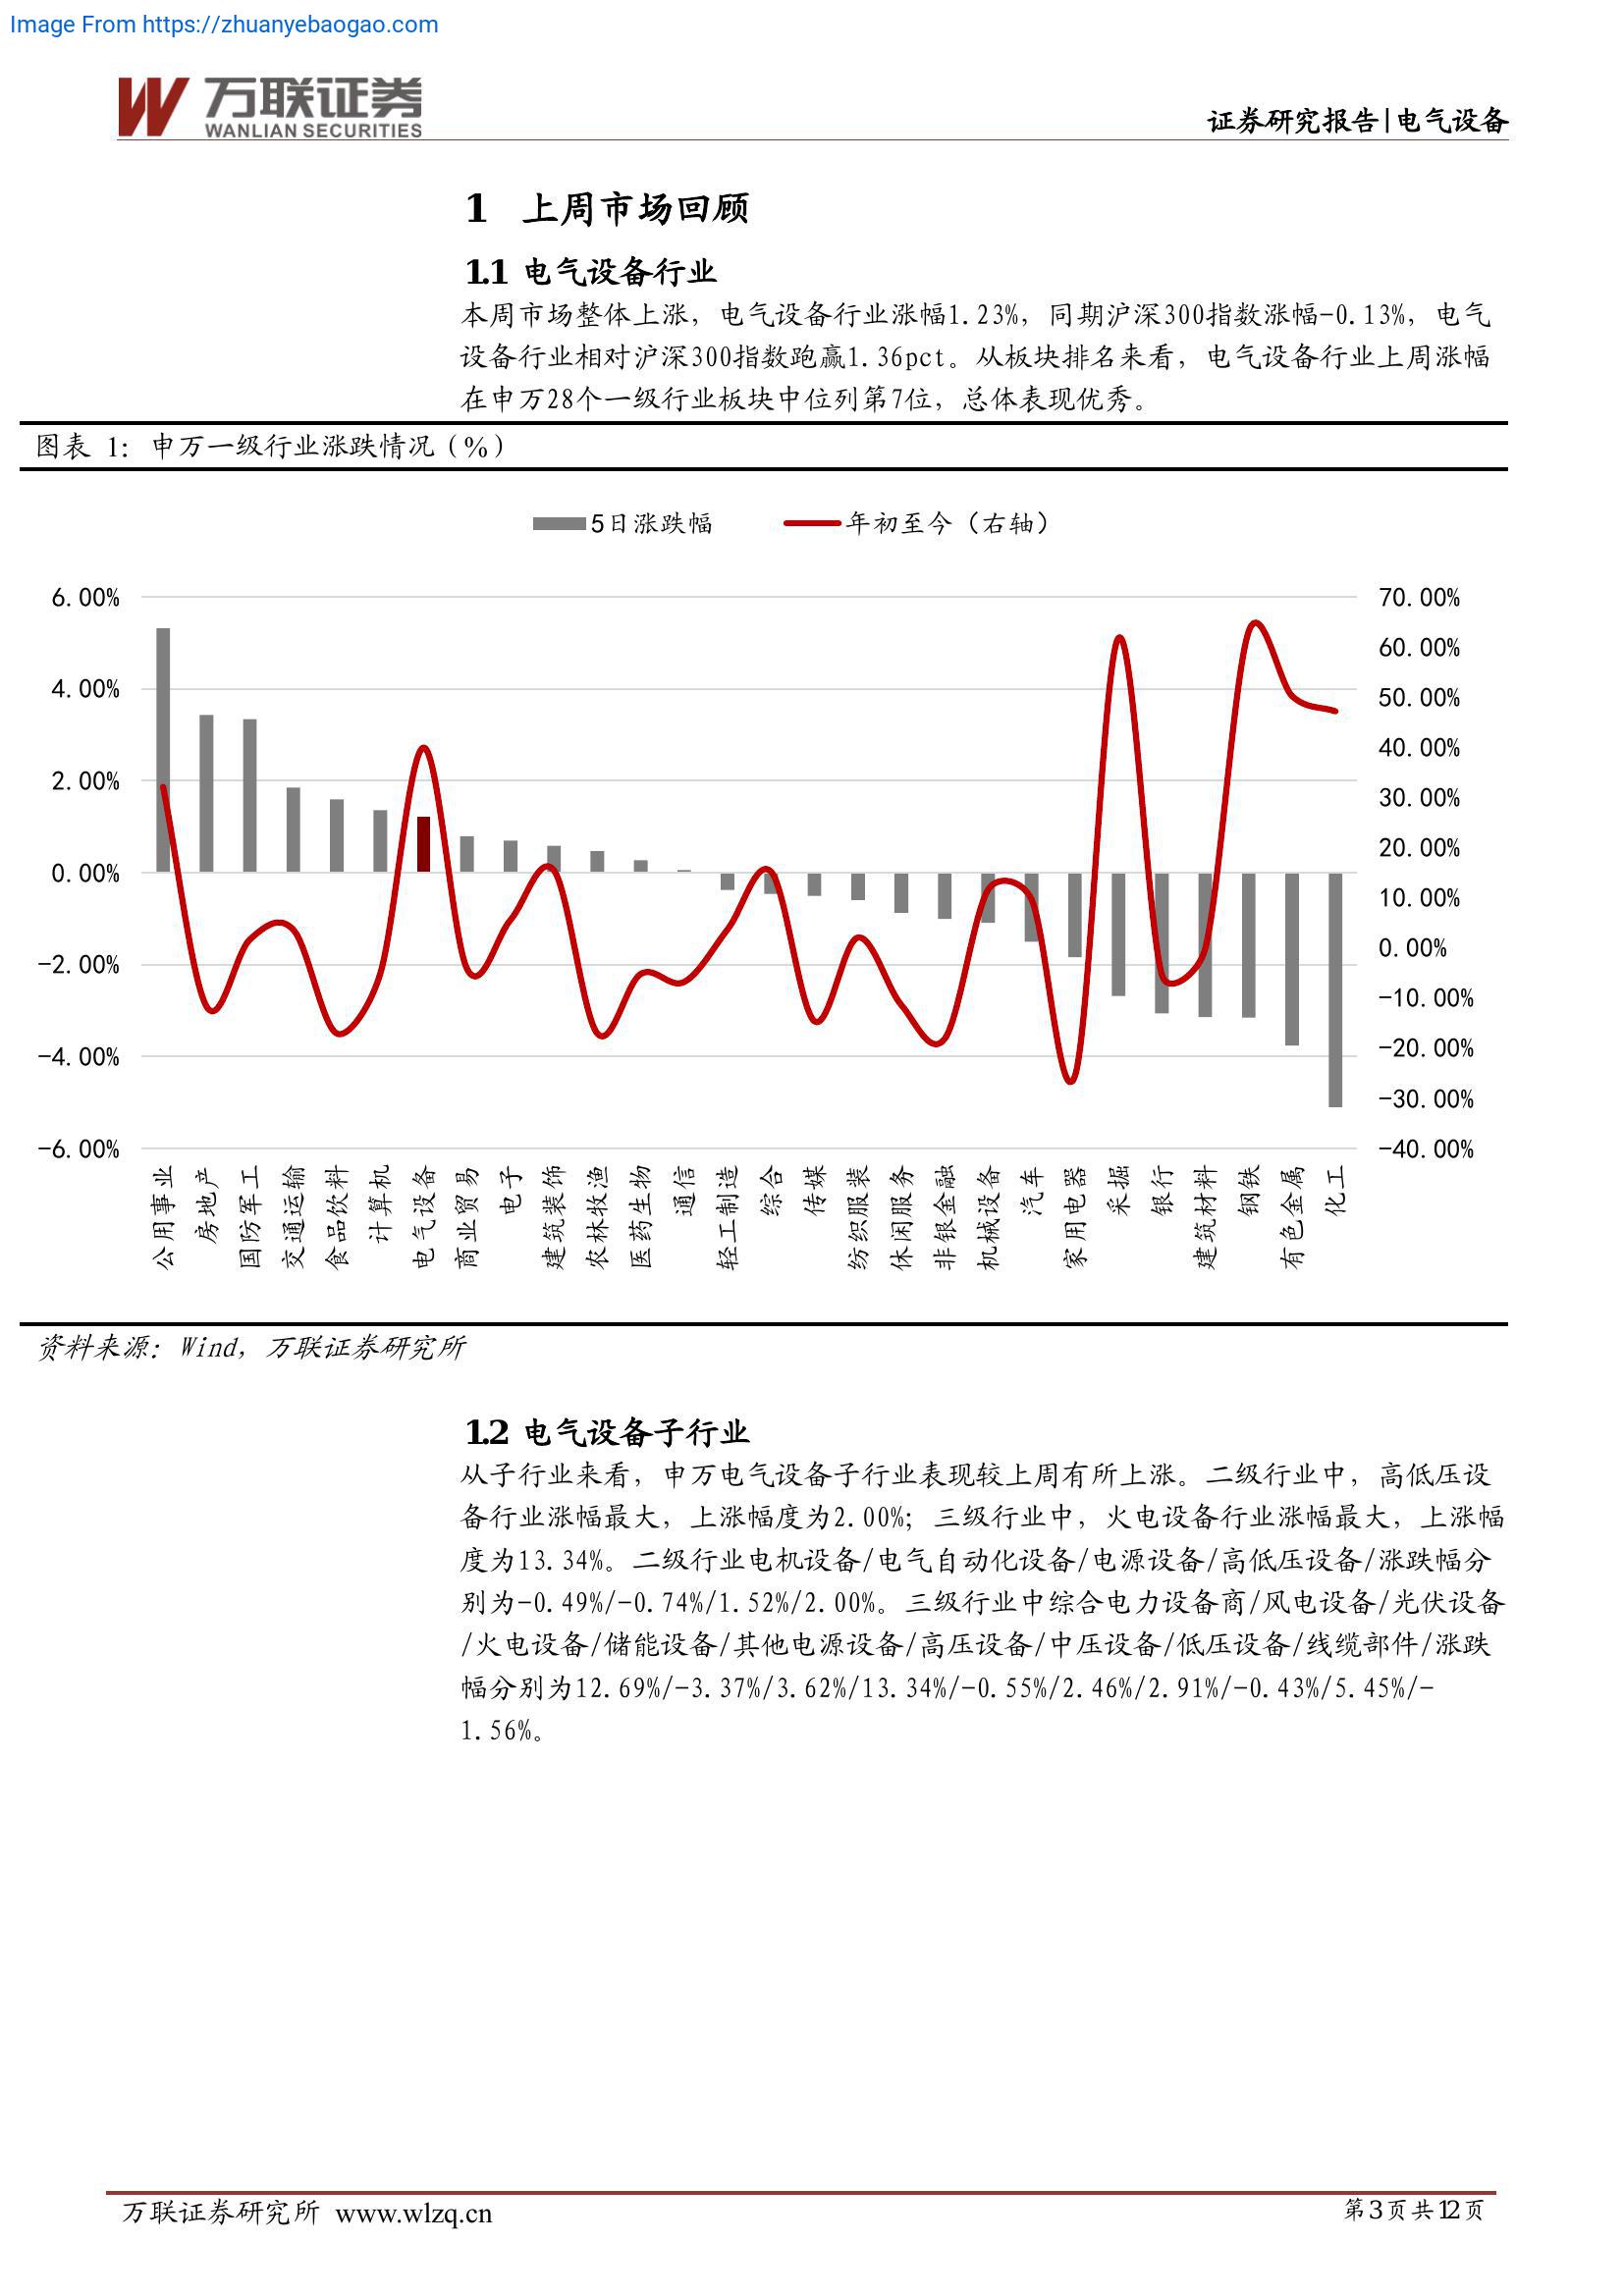 Image From https://zhuanyebaogao.com
万联证券
WANLIAN SECURITIES
证券研究报告|电气设备
1 上周市场回顾
1.1 电气设备行业
本周市场整体上涨，电气设备行业涨幅1.23%，同期沪深300指数涨幅-0.13%，电气
设备行业相对沪深300指数跑赢1.36pct。从板块排名来看，电气设备行业上周涨幅
在申万28个一级行业板块中位列第7位，总体表现优秀。
图表 1：申万一级行业涨跌情况（%）
5日涨跌幅 年初至今（右轴）
6.00%
4.00%
2.00%
0.00%
-2.00%
-4.00%
-6.00%
70.00%
60.00%
50.00%
40.00%
30.00%
20.00%
10.00%
0.00%
-10.00%
-20.00%
-30.00%
-40.00%
公用事业
房地产
国防军工
交通运输
食品饮料
计算机
电气设备
商业贸易
电子
建筑装饰
农林牧渔
医药生物
通信
轻工制造
综合
传媒
纺织服装
休闲服务
非银金融
机械设备
汽车
家用电器
采掘
银行
建筑材料
钢铁
有色金属
化工
资料来源：Wind，万联证券研究所
1.2 电气设备子行业
从子行业来看，申万电气设备子行业表现较上周有所上涨。二级行业中，高低压设
备行业涨幅最大，上涨幅度为2.00%；三级行业中，火电设备行业涨幅最大，上涨幅
度为13.34%。二级行业电机设备/电气自动化设备/电源设备/高低压设备/涨跌幅分
别为-0.49%/-0.74%/1.52%/2.00%。三级行业中综合电力设备商/风电设备/光伏设备
/火电设备/储能设备/其他电源设备/高压设备/中压设备/低压设备/线缆部件/涨跌
幅分别为12.69%/-3.37%/3.62%/13.34%/-0.55%/2.46%/2.91%/-0.43%/5.45%/-
1.56%。
万联证券研究所 www.wlzq.cn
第3页共12页